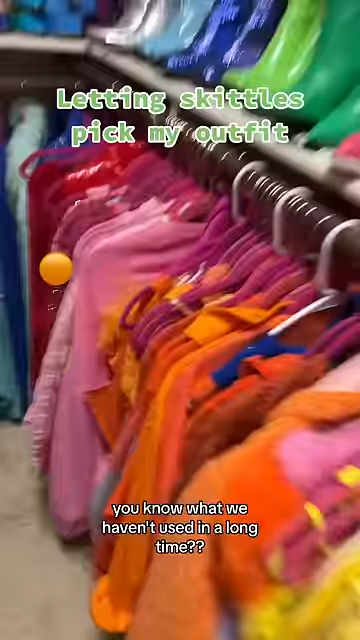 Letting skittles
pick my outfit
you know what we
haven't used in a long
time??